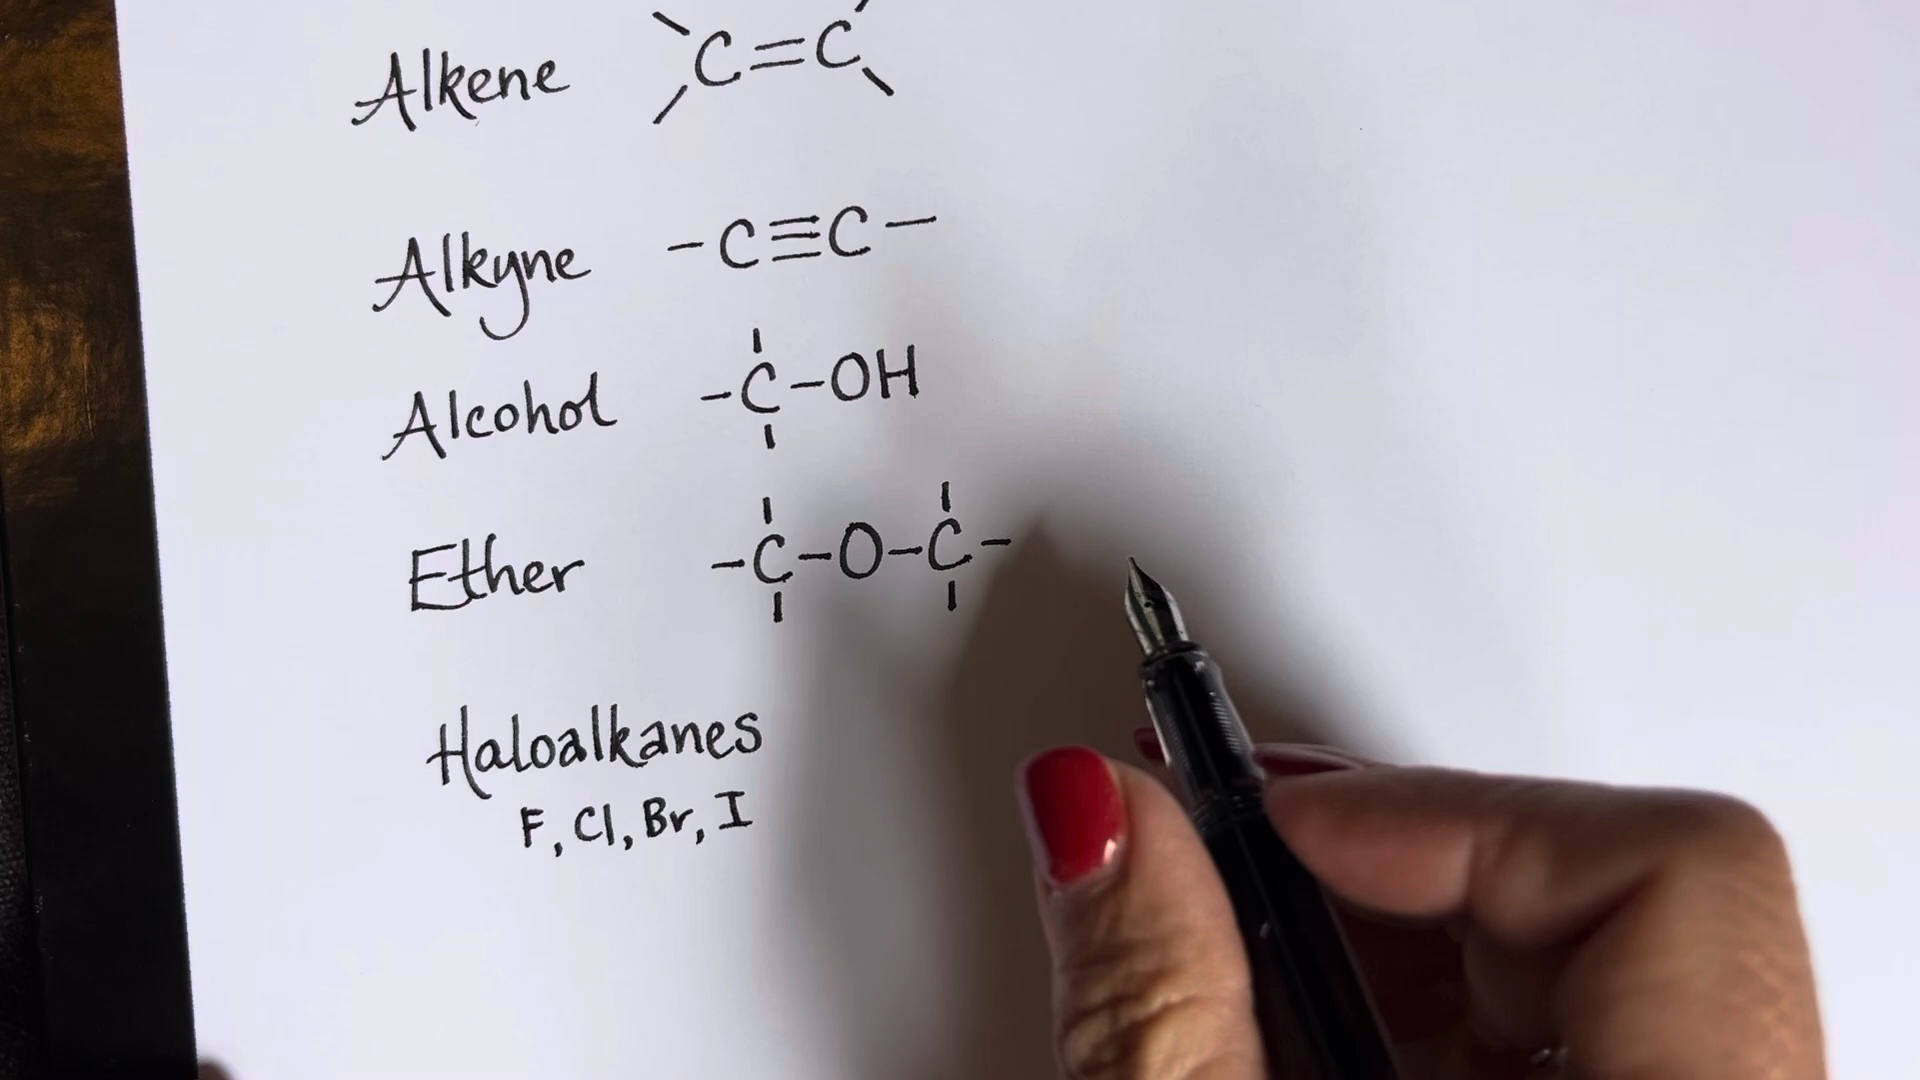 Alkene C=C
Alkyne -C≡C-
Alcohol -C-OH
Ether -C-O-C-
Haloalkanes
F, Cl, Br, I